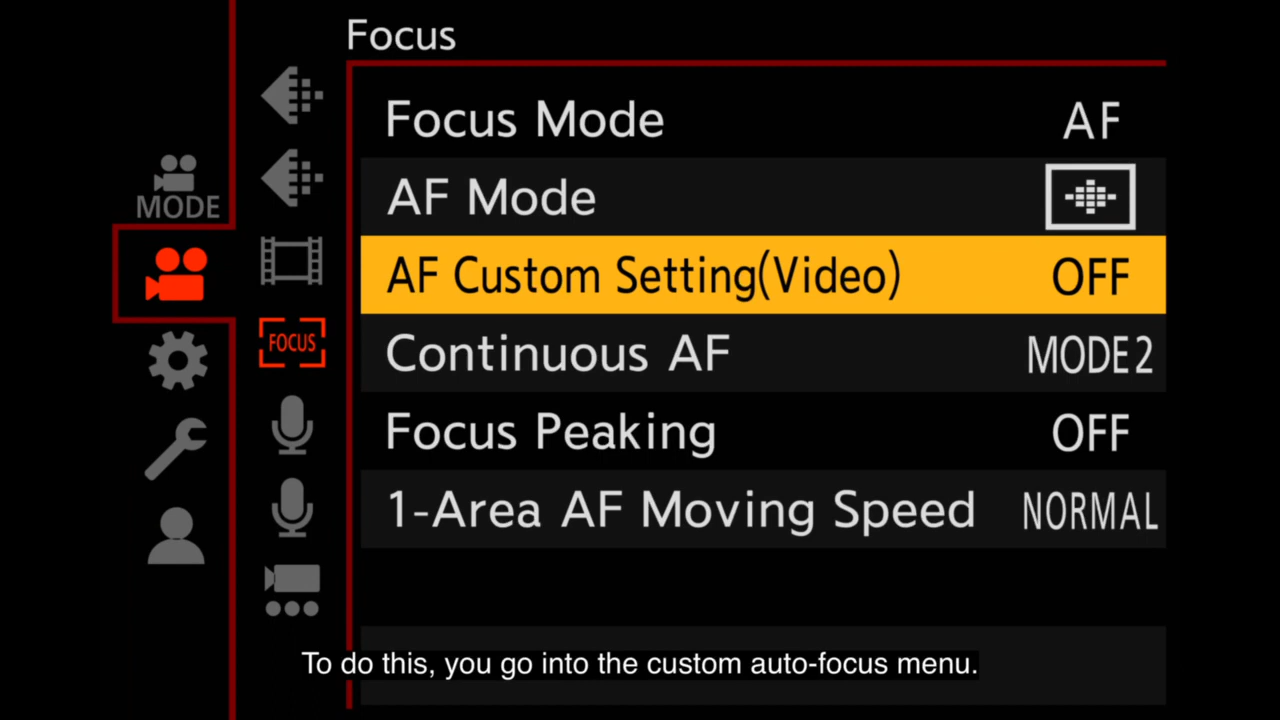 Focus
Focus Mode AF
AF Mode
MODE
AF Custom Setting(Video) OFF
FOCUS
Continuous AF MODE2
Focus Peaking OFF
1-Area AF Moving Speed NORMAL
To do this, you go into the custom auto-focus menu.